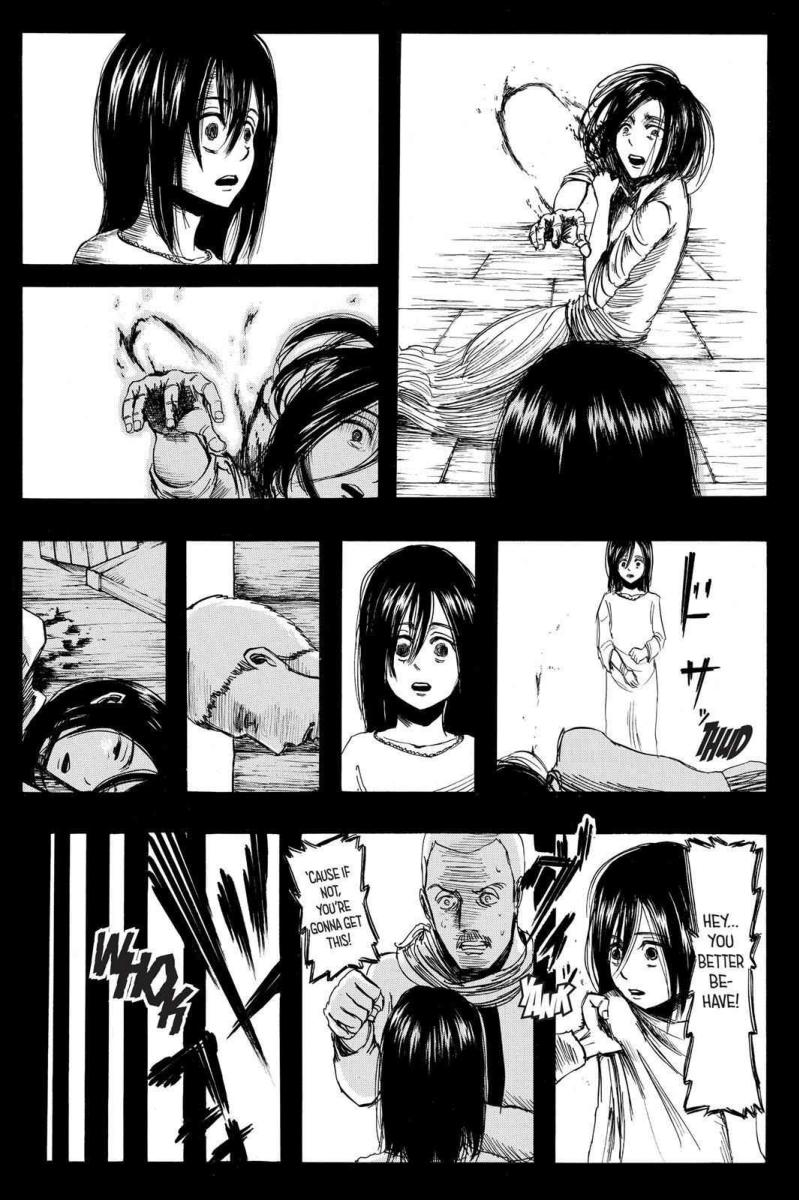 ドサッ
THUD
HEY...
YOU
BETTER
BE-
HAVE!
YANK
'CAUSE IF
NOT,
YOU'RE
GONNA GET
THIS!
WHOK